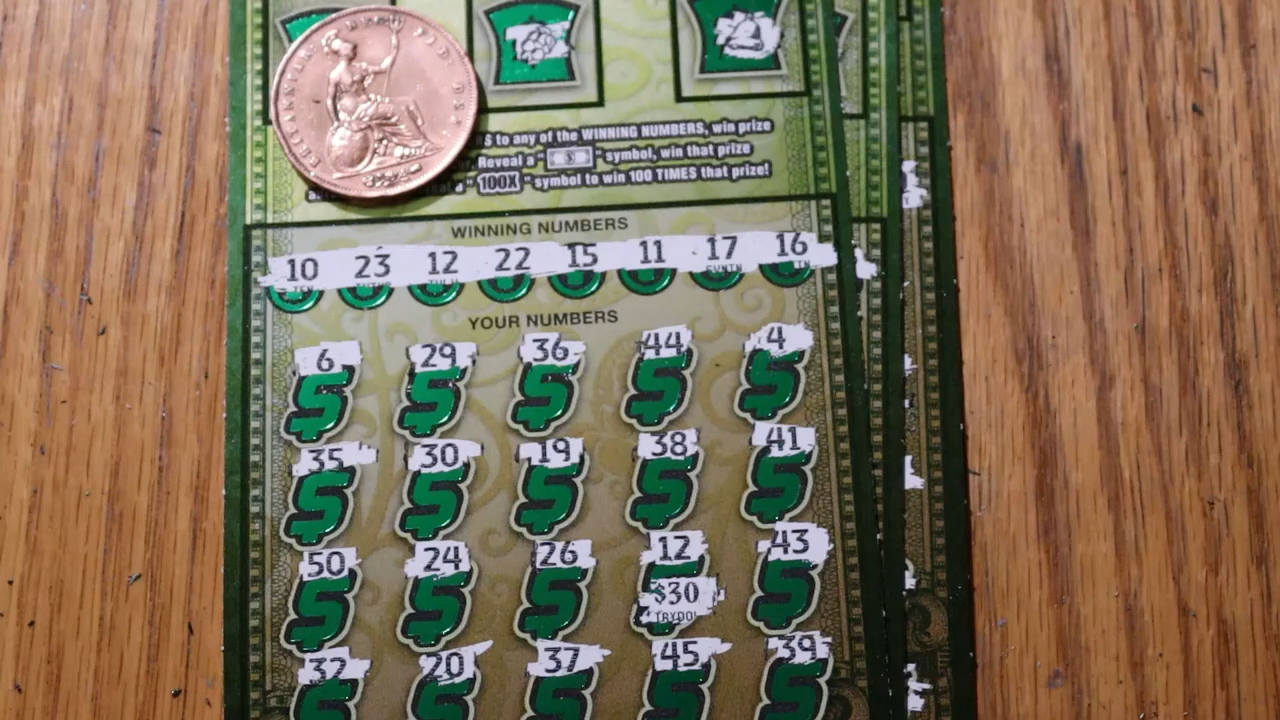 S to any of the WINNING NUMBERS, win prize
Reveal a " $ " symbol, win that prize
" 100X " symbol to win 100 TIMES that prize!
WINNING NUMBERS
10 23 12 22 15 11 17 16
YOUR NUMBERS
6 29 36 44 4
35 30 19 38 41
50 24 26 12 43
$30
32 20 37 45 39